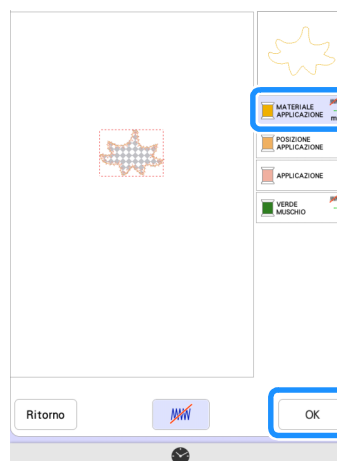 MATERIALE
APPLICAZIONE
POSIZIONE
APPLICAZIONE
APPLICAZIONE
VERDE
MUSCHIO
Ritorno
OK